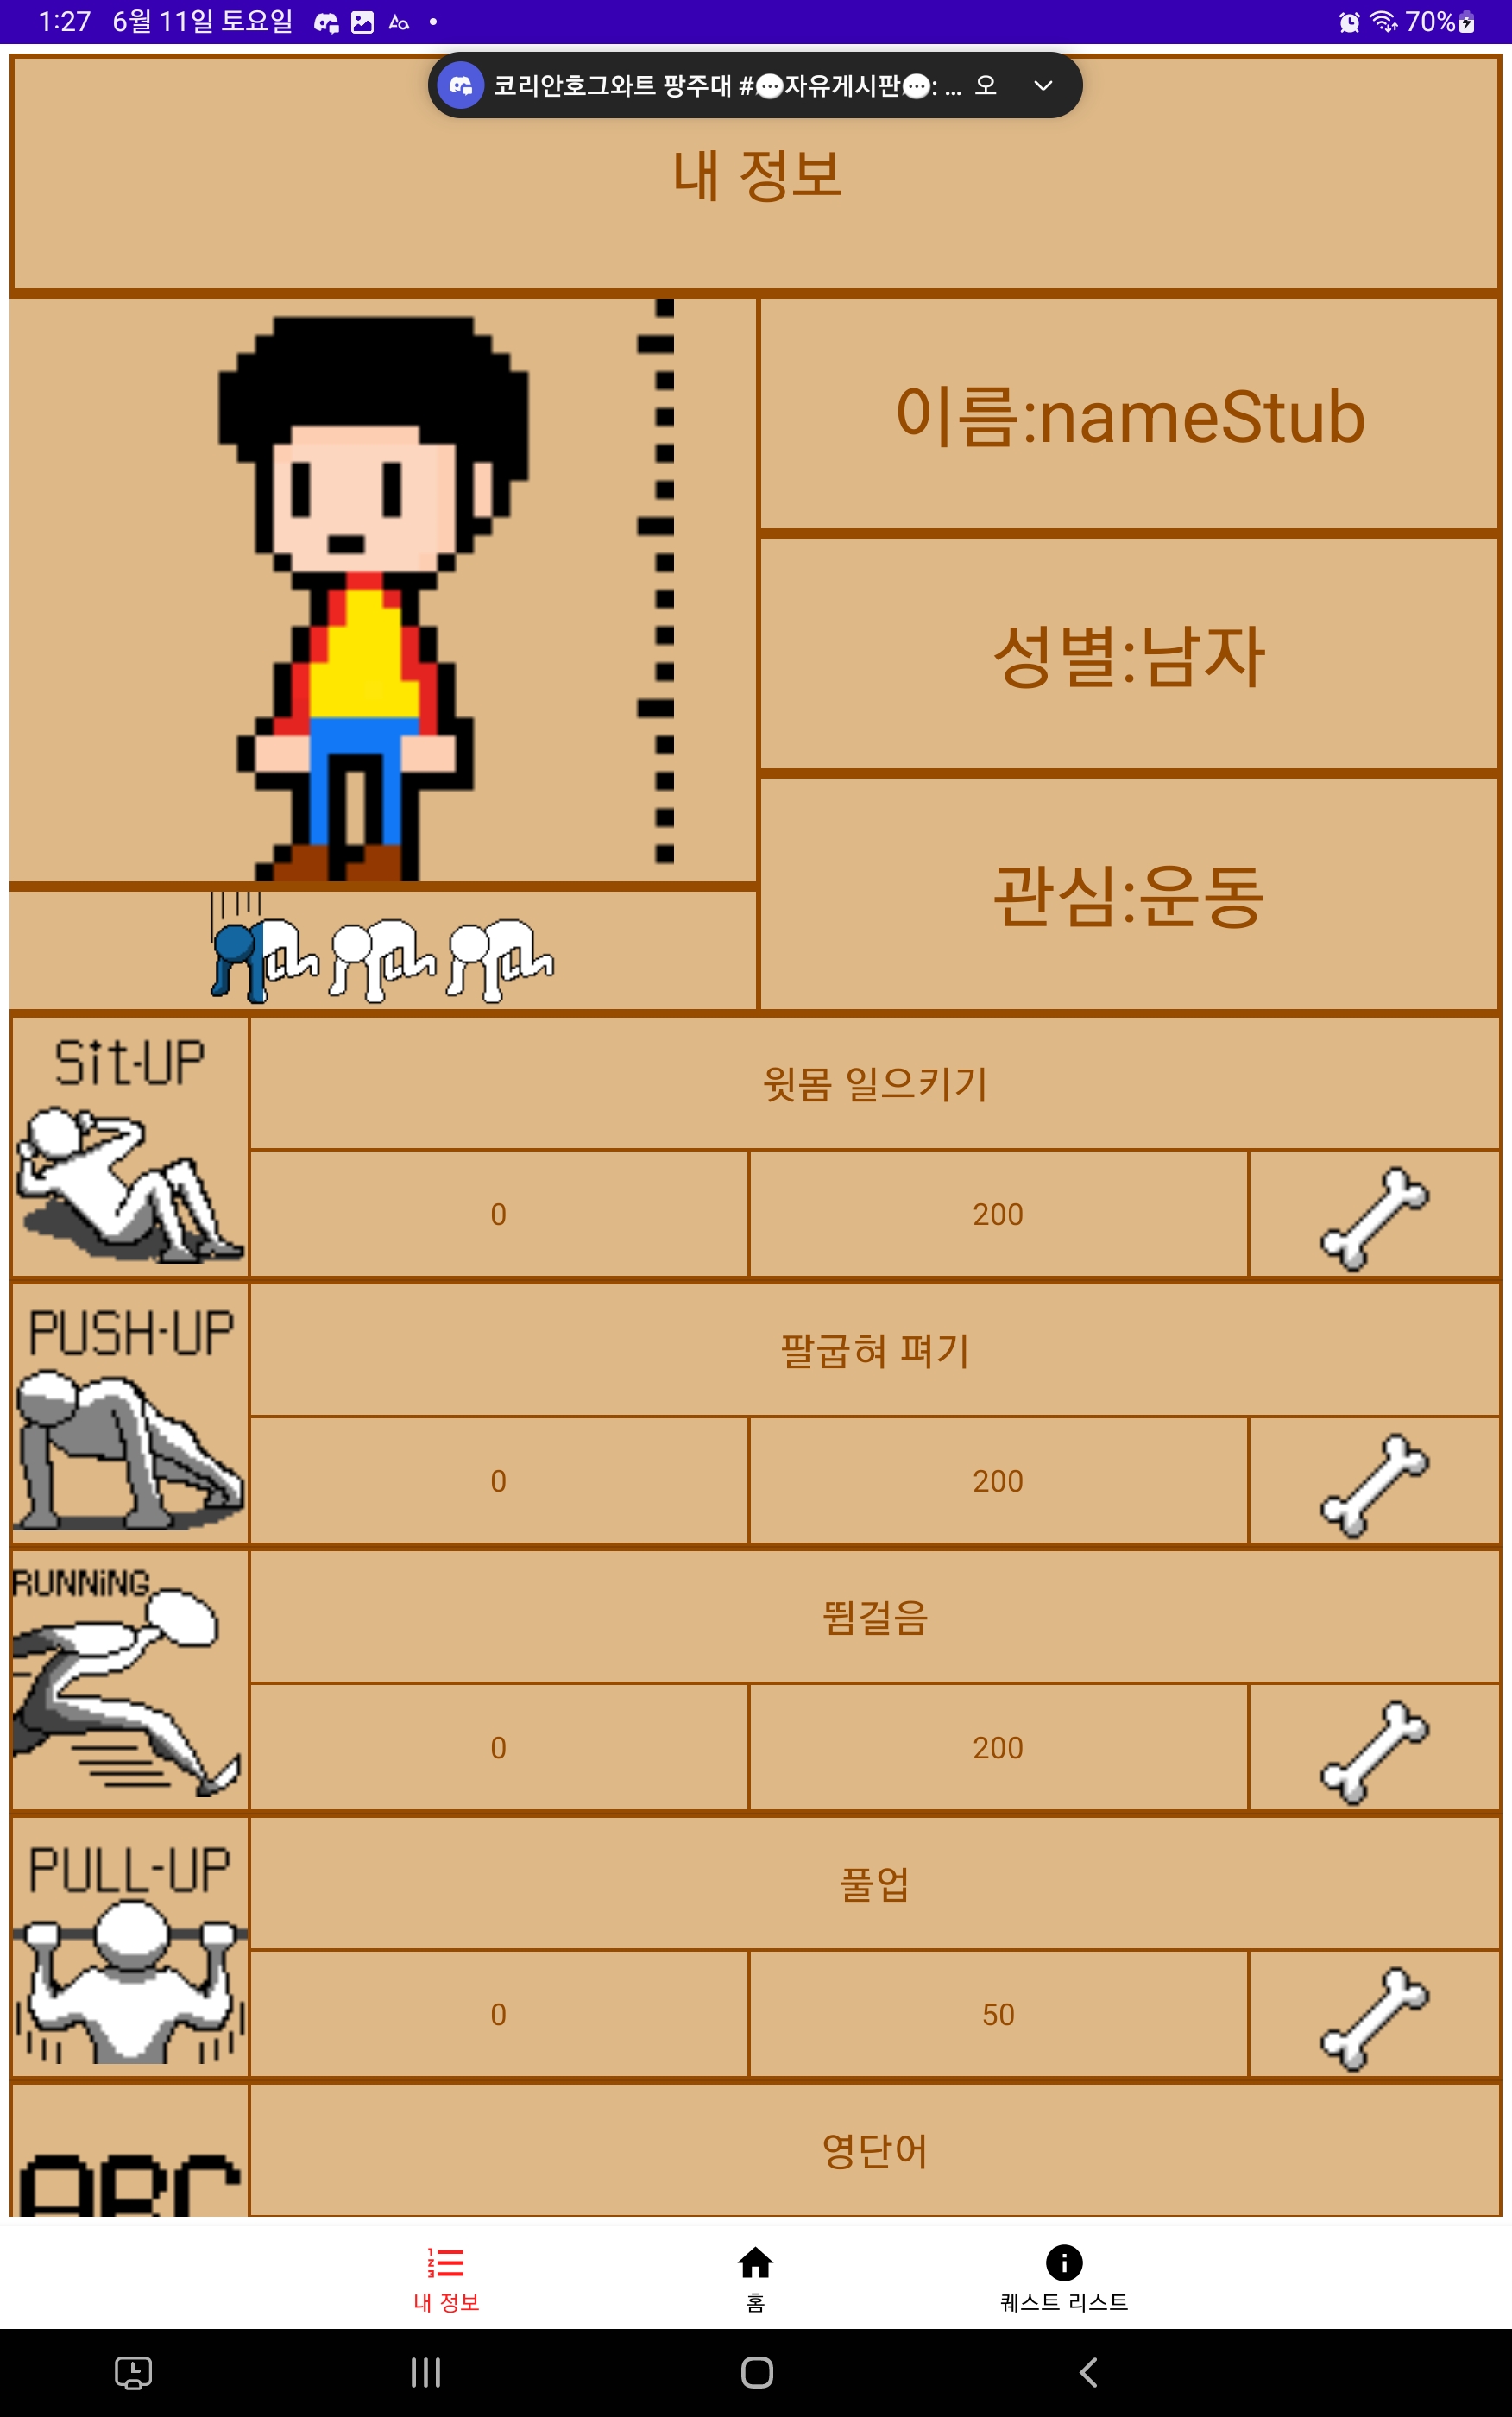 1:27 6월 11일 토요일
70%
코리안호그와트 팡주대 #💬자유게시판💬: ... 오
내 정보
이름:nameStub
성별:남자
관심:운동
Sit-UP
윗몸 일으키기
0 200
PUSH-UP
팔굽혀 펴기
0 200
RUNNiNG
뜀걸음
0 200
PULL-UP
풀업
0 50
ABC
영단어
내 정보
홈
퀘스트 리스트